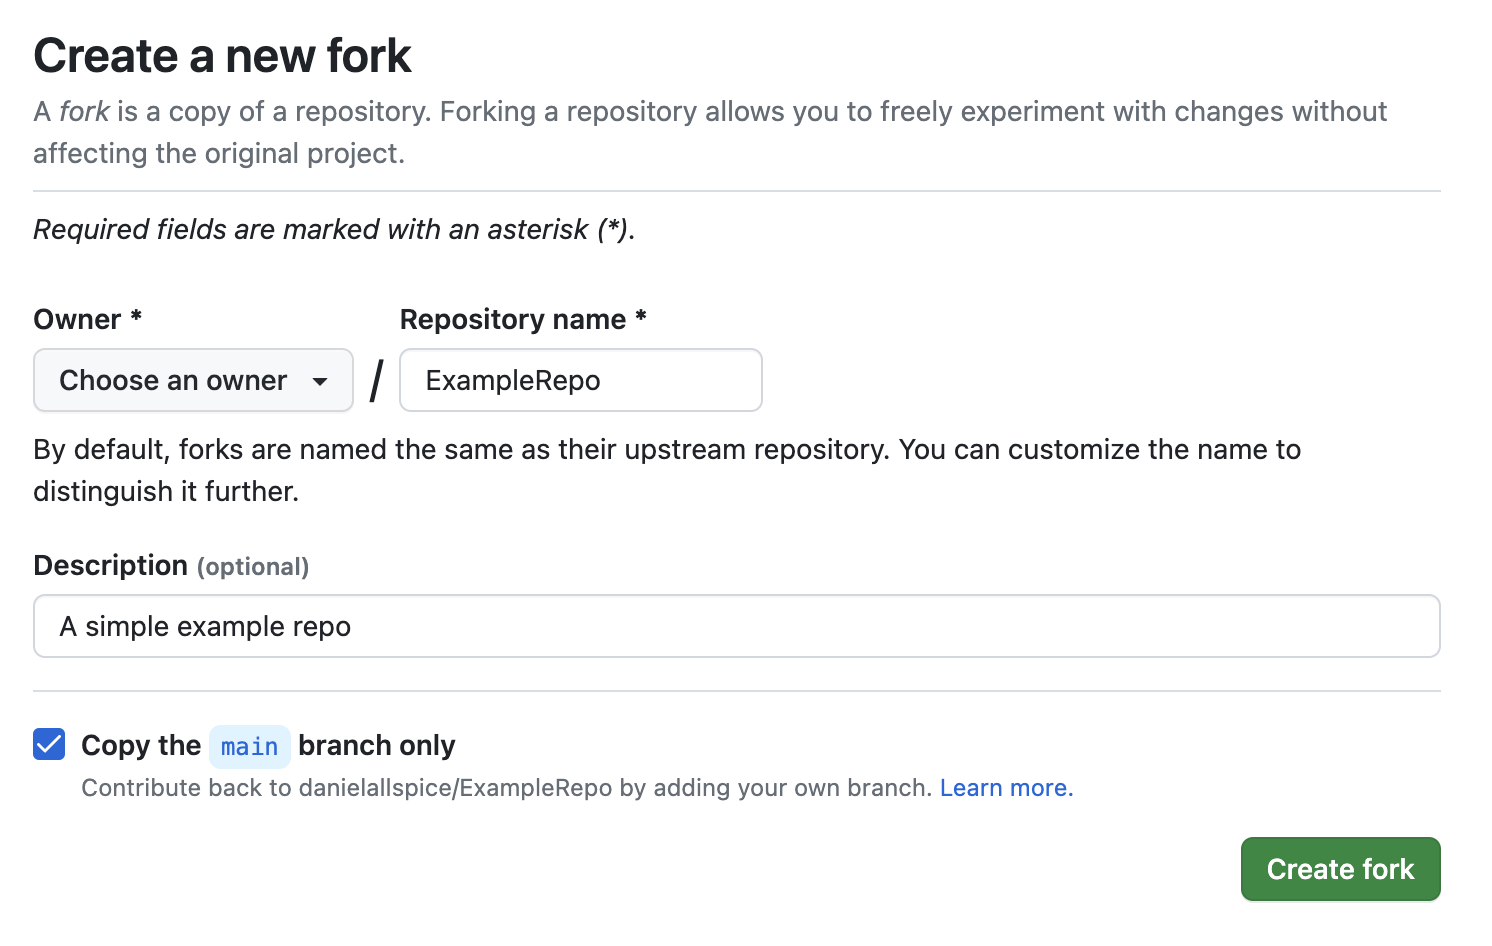 Create a new fork
A fork is a copy of a repository. Forking a repository allows you to freely experiment with changes without
affecting the original project.
Required fields are marked with an asterisk (*).
Owner * Repository name *
Choose an owner / ExampleRepo
By default, forks are named the same as their upstream repository. You can customize the name to
distinguish it further.
Description (optional)
A simple example repo
Copy the main branch only
Contribute back to danielallspice/ExampleRepo by adding your own branch. Learn more.
Create fork